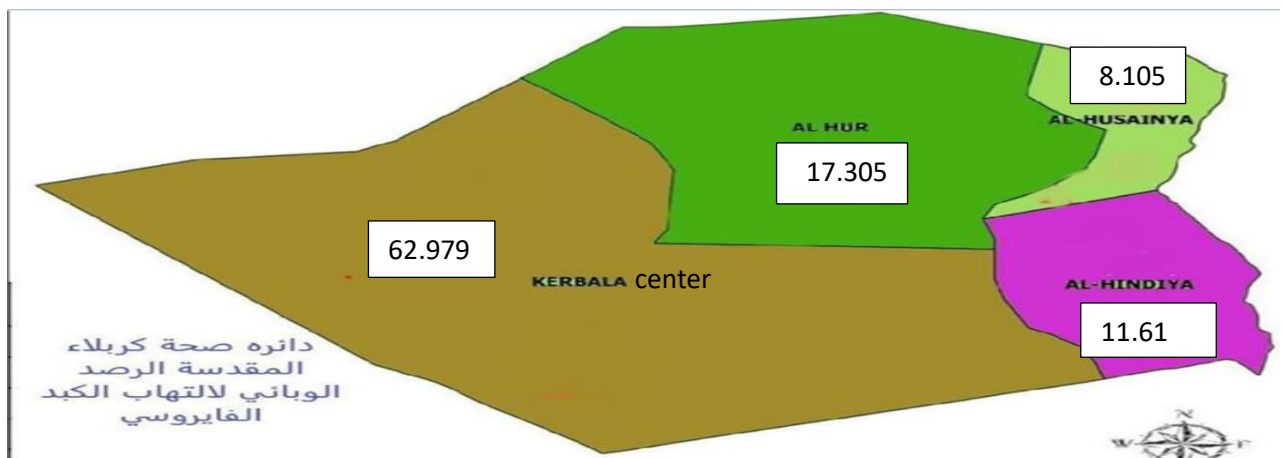 8.105
AL-HUSAINYA
AL HUR
17.305
62.979
KERBALA center
AL-HINDIYA
11.61
دائره صحة كربلاء
المقدسة الرصد
الوبائي لالتهاب الكبد
الفايروسي
N
W E